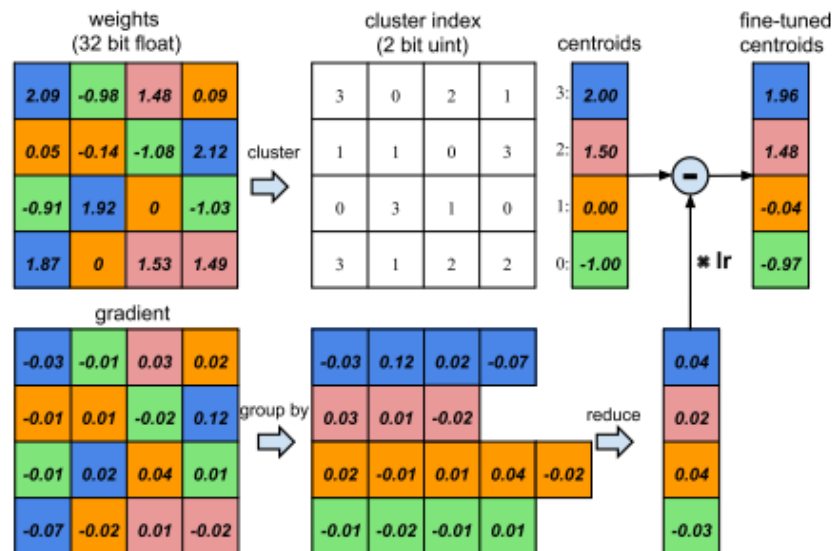 weights
(32 bit float)
cluster index
(2 bit uint)
centroids
fine-tuned
centroids
2.09 -0.98 1.48 0.09
3 0 2 1
3: 2.00
1.96
0.05 -0.14 -1.08 2.12
cluster
1 1 0 3
2: 1.50
1.48
-0.91 1.92 0 -1.03
0 3 1 0
1: 0.00
-0.04
1.87 0 1.53 1.49
3 1 2 2
0: -1.00
-0.97
-
* lr
gradient
-0.03 -0.01 0.03 0.02
-0.03 0.12 0.02 -0.07
0.04
-0.01 0.01 -0.02 0.12
group by
0.03 0.01 -0.02
reduce
0.02
-0.01 0.02 0.04 0.01
0.02 -0.01 0.01 0.04 -0.02
0.04
-0.07 -0.02 0.01 -0.02
-0.01 -0.02 -0.01 0.01
-0.03